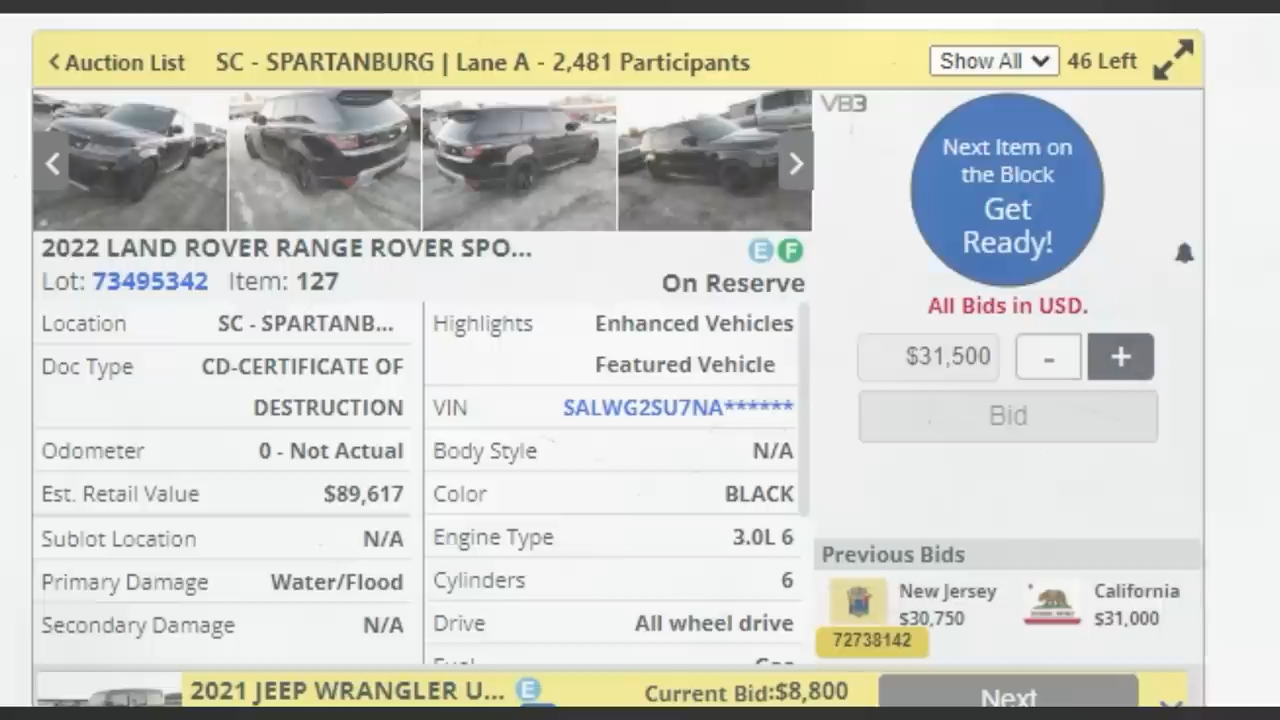 Auction List SC - SPARTANBURG | Lane A - 2,481 Participants Show All 46 Left
VB3
Next Item on
the Block
Get
Ready!
2022 LAND ROVER RANGE ROVER SPO... E F
Lot: 73495342 Item: 127 On Reserve
All Bids in USD.
$31,500 - +
Bid
Location SC - SPARTANB...
Doc Type CD-CERTIFICATE OF
DESTRUCTION
Odometer 0 - Not Actual
Est. Retail Value $89,617
Sublot Location N/A
Primary Damage Water/Flood
Secondary Damage N/A
Highlights Enhanced Vehicles
Featured Vehicle
VIN SALWG2SU7NA******
Body Style N/A
Color BLACK
Engine Type 3.0L 6
Cylinders 6
Drive All wheel drive
Previous Bids
New Jersey
$30,750
California
$31,000
72738142
2021 JEEP WRANGLER U... E Current Bid:$8,800 Next